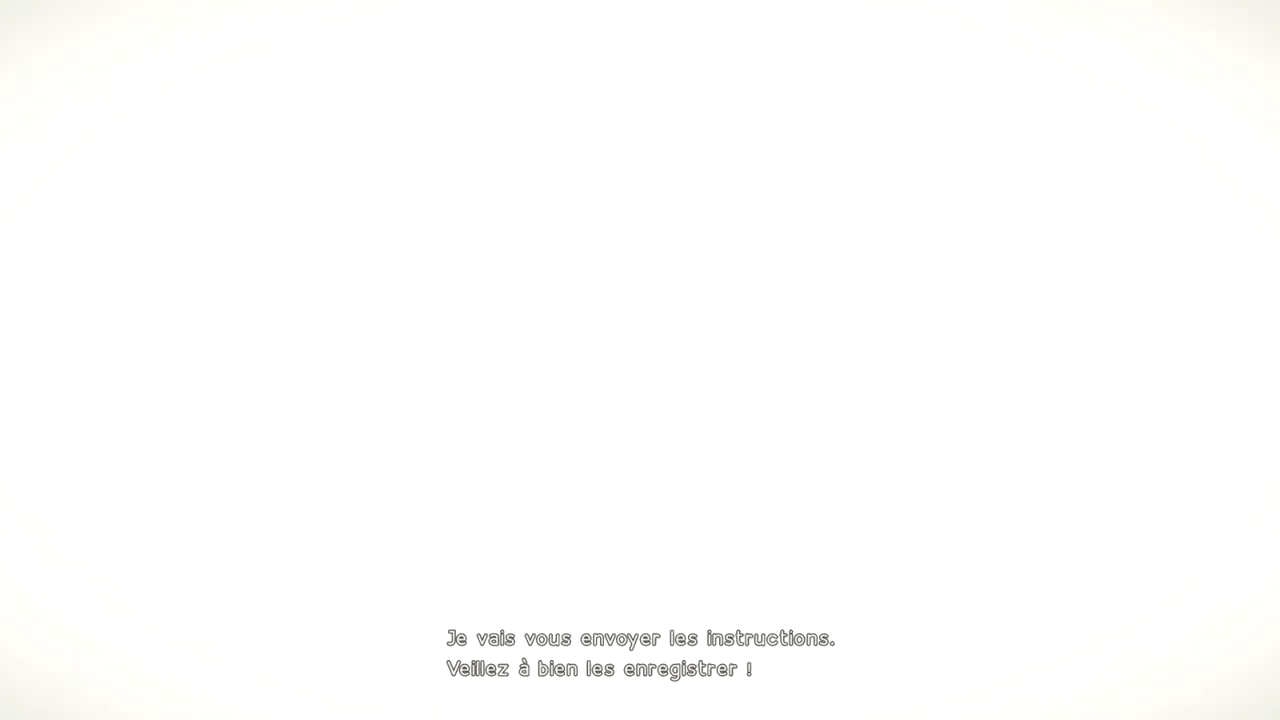 Je vais vous envoyer les instructions.
Veillez à bien les enregistrer !